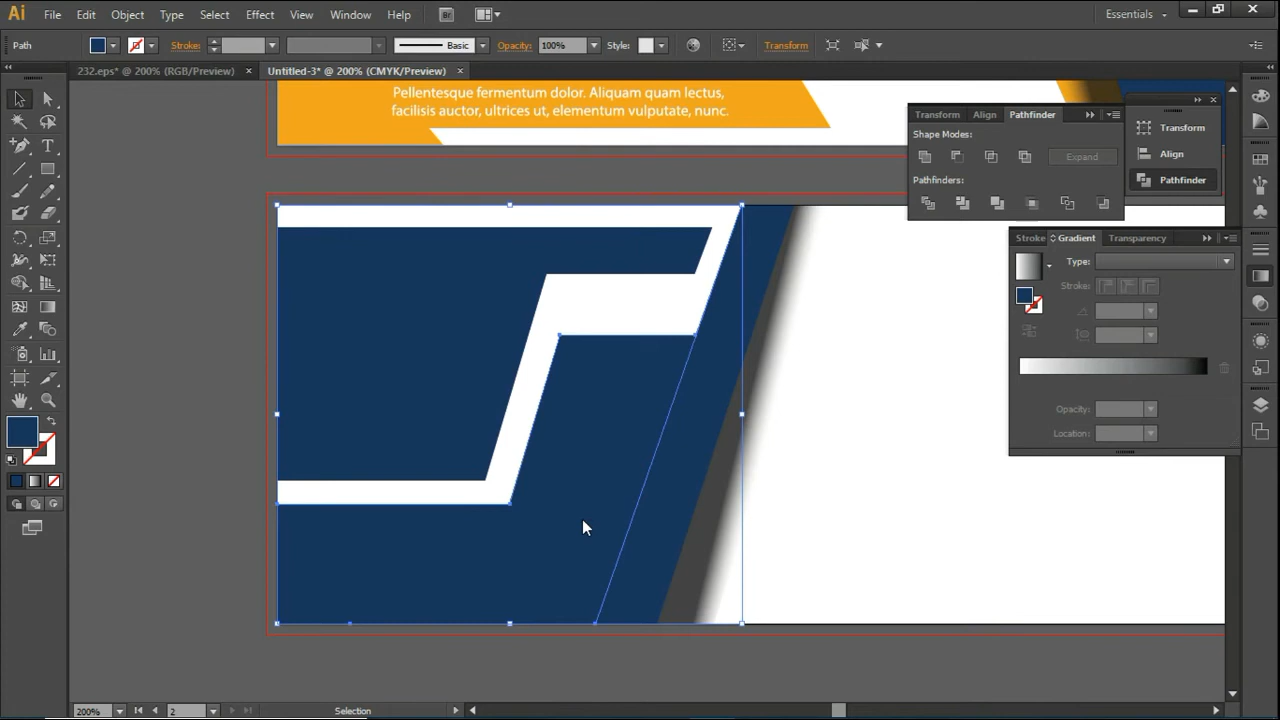 Ai File Edit Object Type Select Effect View Window Help Br Essentials
Path Stroke: Basic Opacity: 100% Style: Transform
232.eps* @ 200% (RGB/Preview) × Untitled-3* @ 200% (CMYK/Preview) ×
Pellentesque fermentum dolor. Aliquam quam lectus,
facilisis auctor, ultrices ut, elementum vulputate, nunc.
Transform Align Pathfinder
Shape Modes:
Expand
Pathfinders:
Transform
Align
Pathfinder
Stroke Gradient Transparency
Type:
Stroke:
Opacity:
Location:
200% 2 Selection